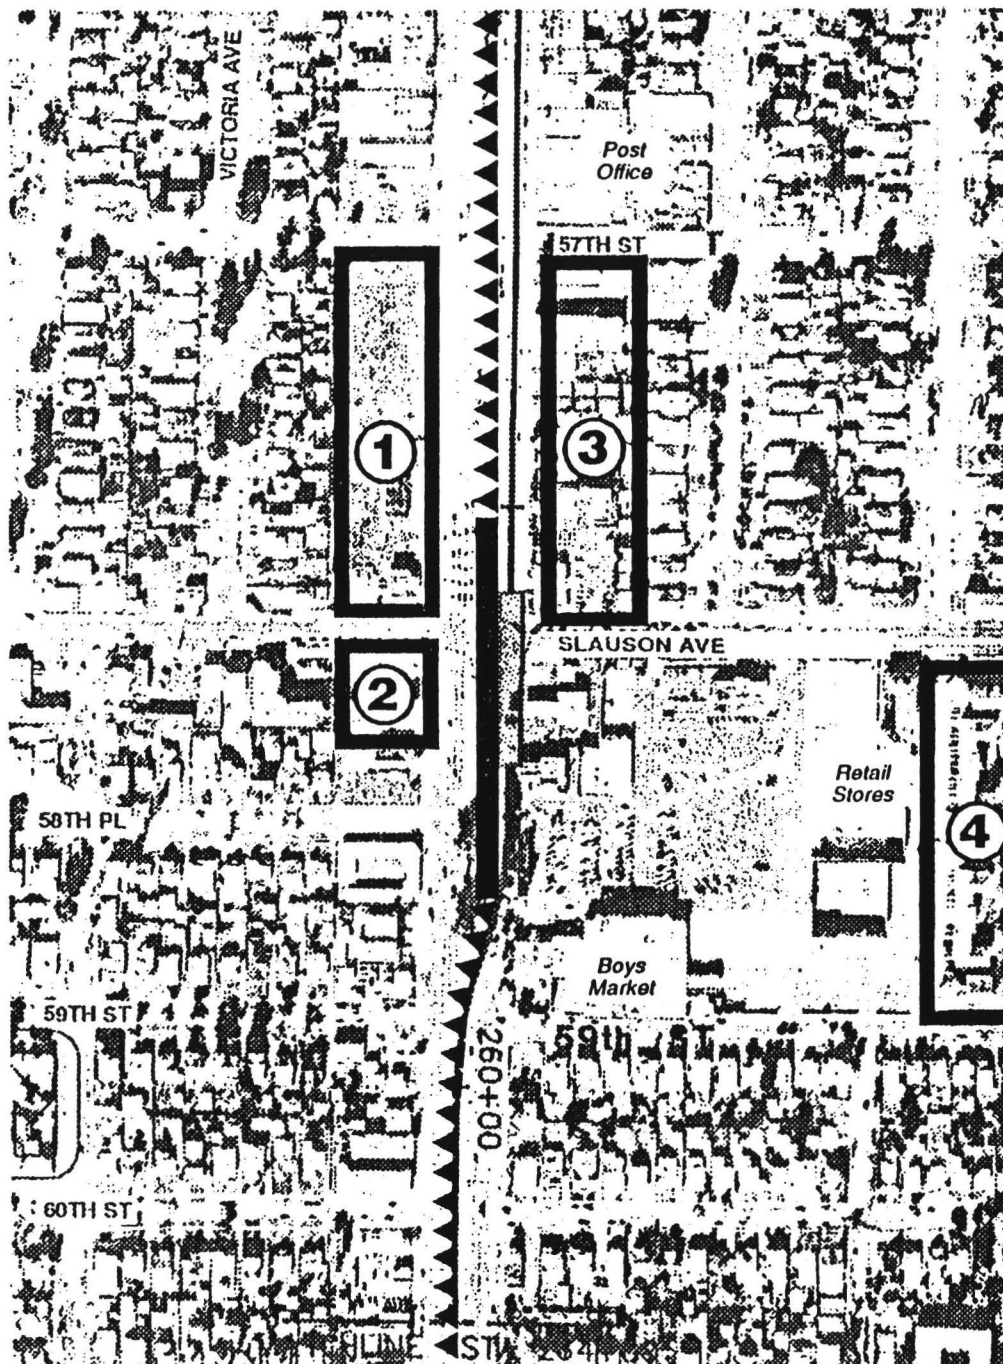 VICTORIA AVE
Post
Office
57TH ST
1
3
SLAUSON AVE
2
Retail
Stores
58TH PL
4
Boys
Market
59TH ST
59th ST
260+00
60TH ST